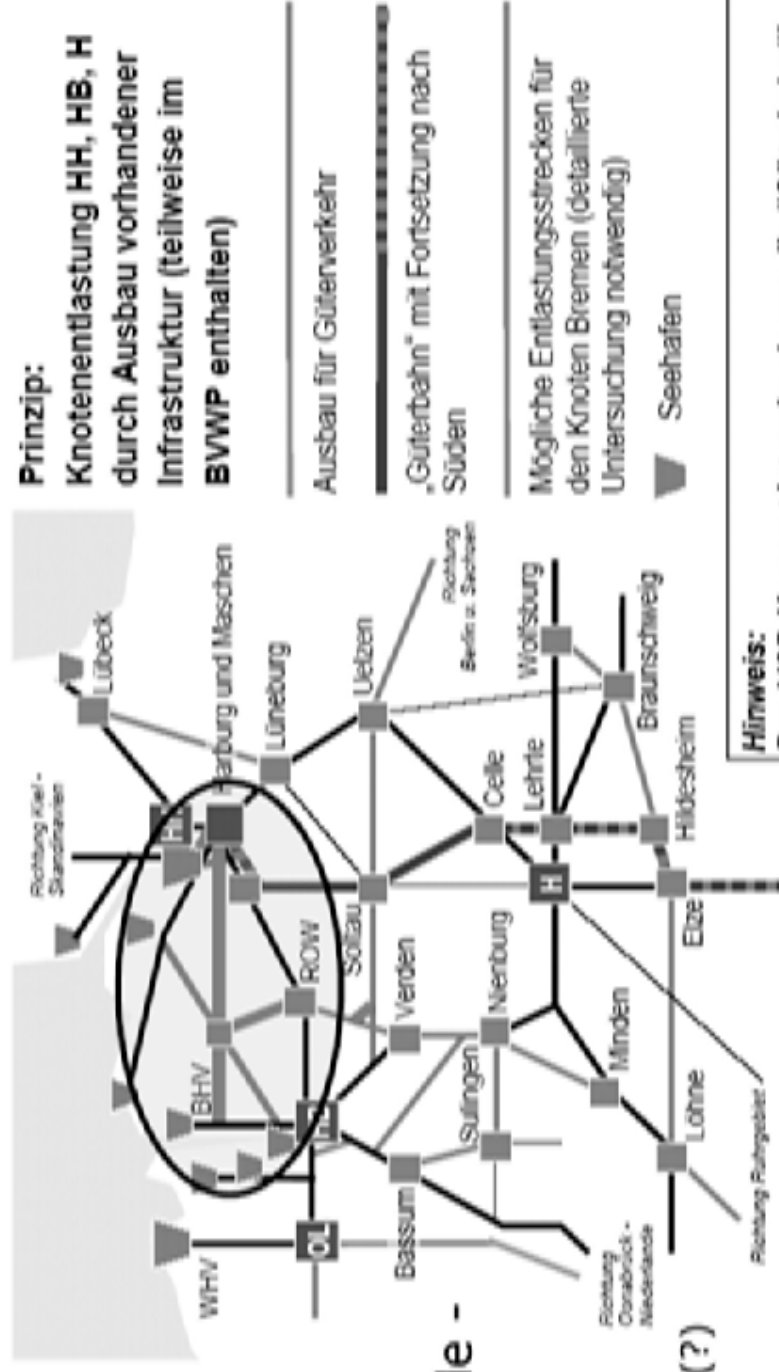 Prinzip:
Knotenentlastung HH, HB, H
durch Ausbau vorhandener
Infrastruktur (teilweise im
BVWP enthalten)
Ausbau für Güterverkehr
„Güterbahn“ mit Fortsetzung nach
Süden
Mögliche Entlastungsstrecken für
den Knoten Bremen (detaillierte
Untersuchung notwendig)
Seehafen
Hinweis:
Richtung Kiel -
Skandinavien
Lübeck
Harburg und Maschen
Lüneburg
Uelzen
Richtung
Berlin u. Sachsen
WHV
BHV
ROW
Soltau
OL
Verden
Bassum
Sulingen
Nienburg
Celle
Lehrte
Wolfsburg
H
Braunschweig
Minden
Hildesheim
Elze
Löhne
Richtung
Osnabrück -
Niederlande
Richtung Ruhrgebiet
le -
(?)